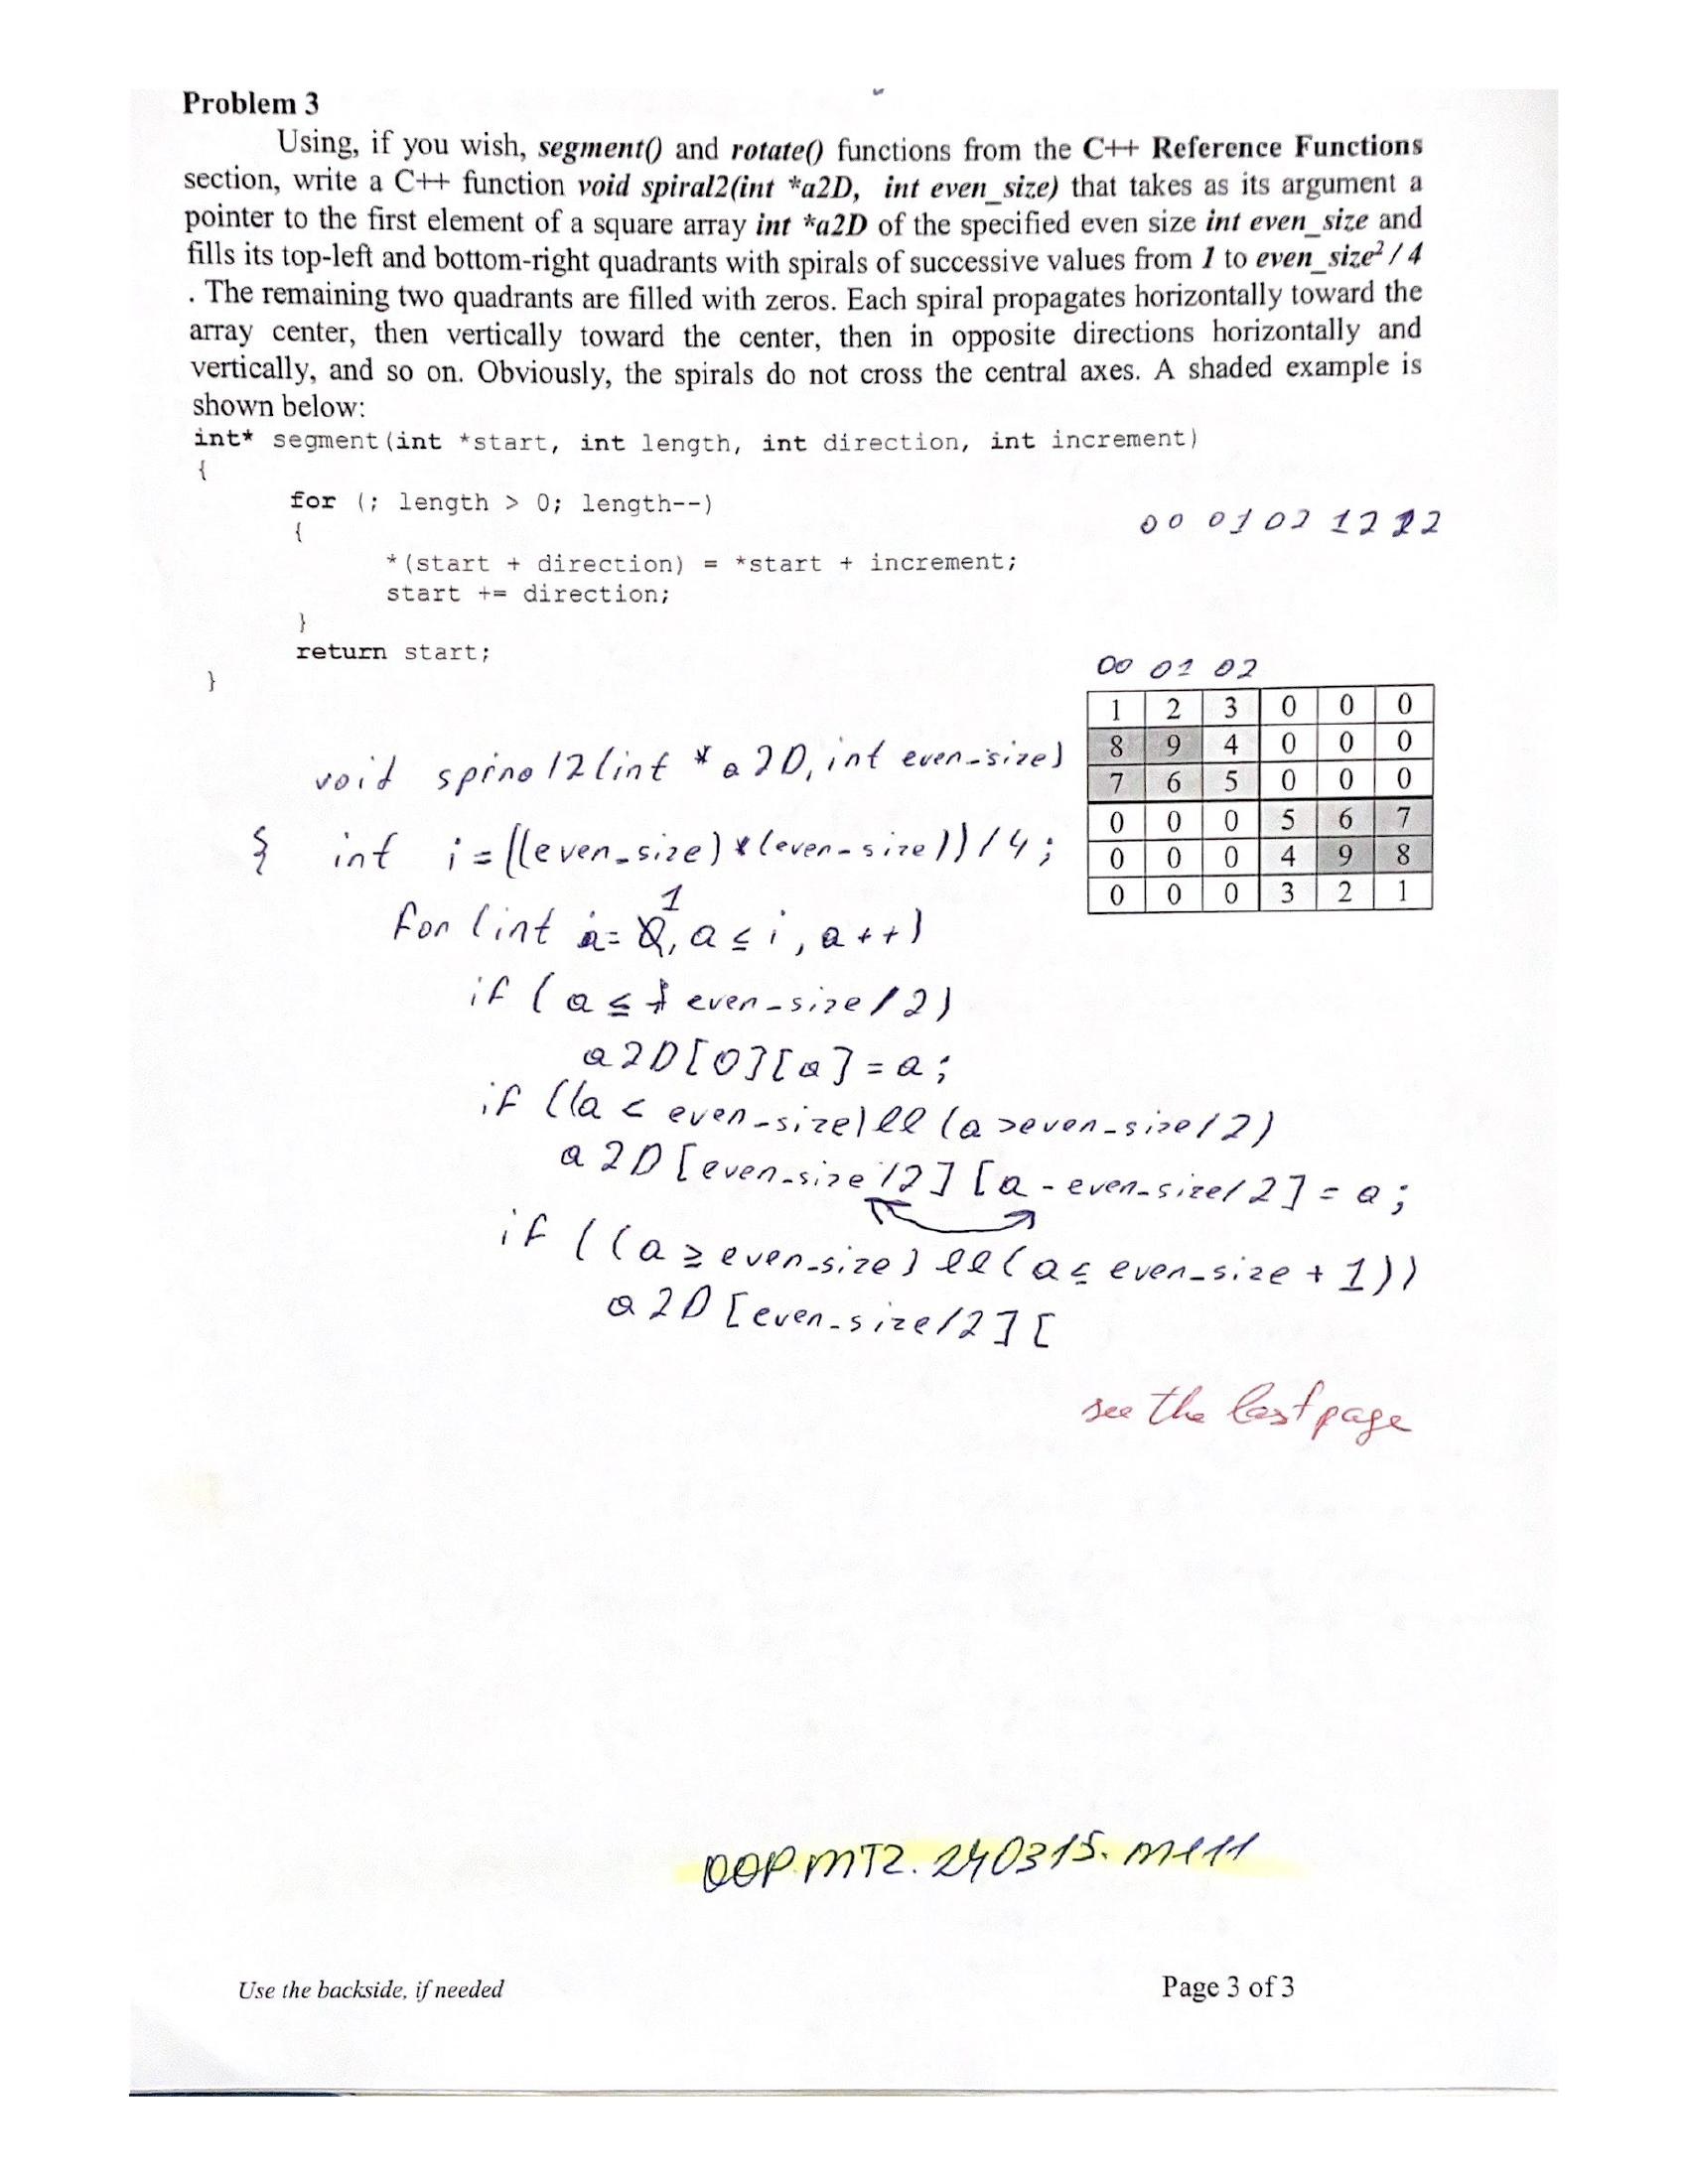 Problem 3
Using, if you wish, segment() and rotate() functions from the C++ Reference Functions
section, write a C++ function void spiral2(int *a2D, int even_size) that takes as its argument a
pointer to the first element of a square array int *a2D of the specified even size int even_size and
fills its top-left and bottom-right quadrants with spirals of successive values from 1 to even_size² / 4
. The remaining two quadrants are filled with zeros. Each spiral propagates horizontally toward the
array center, then vertically toward the center, then in opposite directions horizontally and
vertically, and so on. Obviously, the spirals do not cross the central axes. A shaded example is
shown below:
int* segment(int *start, int length, int direction, int increment)
{
for (; length > 0; length--)
{
00 01 02 12 22
*(start + direction) = *start + increment;
start += direction;
}
return start;
}
00 01 02
1 2 3 0 0 0
8 9 4 0 0 0
7 6 5 0 0 0
0 0 0 5 6 7
0 0 0 4 9 8
0 0 0 3 2 1
void spiral2(int * a2D, int even_size)
{ int i = ((even_size) * (even_size)) / 4 ;
for (int a= 1, a ≤ i, a++)
if (a ≤ even_size / 2)
a2D[0][a] = a ;
if ((a < even_size) && (a > even_size / 2)
a2D [even_size / 2] [a - even_size / 2] = a ;
if ((a ≥ even_size) && (a ≤ even_size + 1))
a2D [even_size / 2] [
see the last page
OOP.MT2.240315.M111
Use the backside, if needed
Page 3 of 3